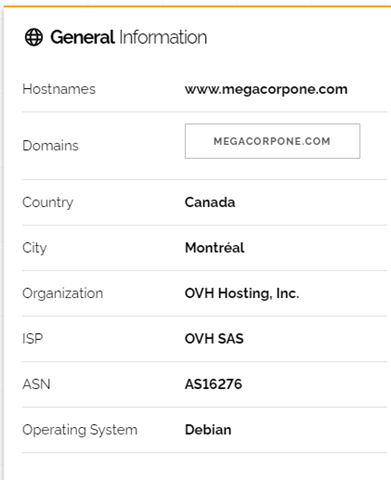 General Information
Hostnames www.megacorpone.com
Domains MEGACORPONE.COM
Country Canada
City Montréal
Organization OVH Hosting, Inc.
ISP OVH SAS
ASN AS16276
Operating System Debian